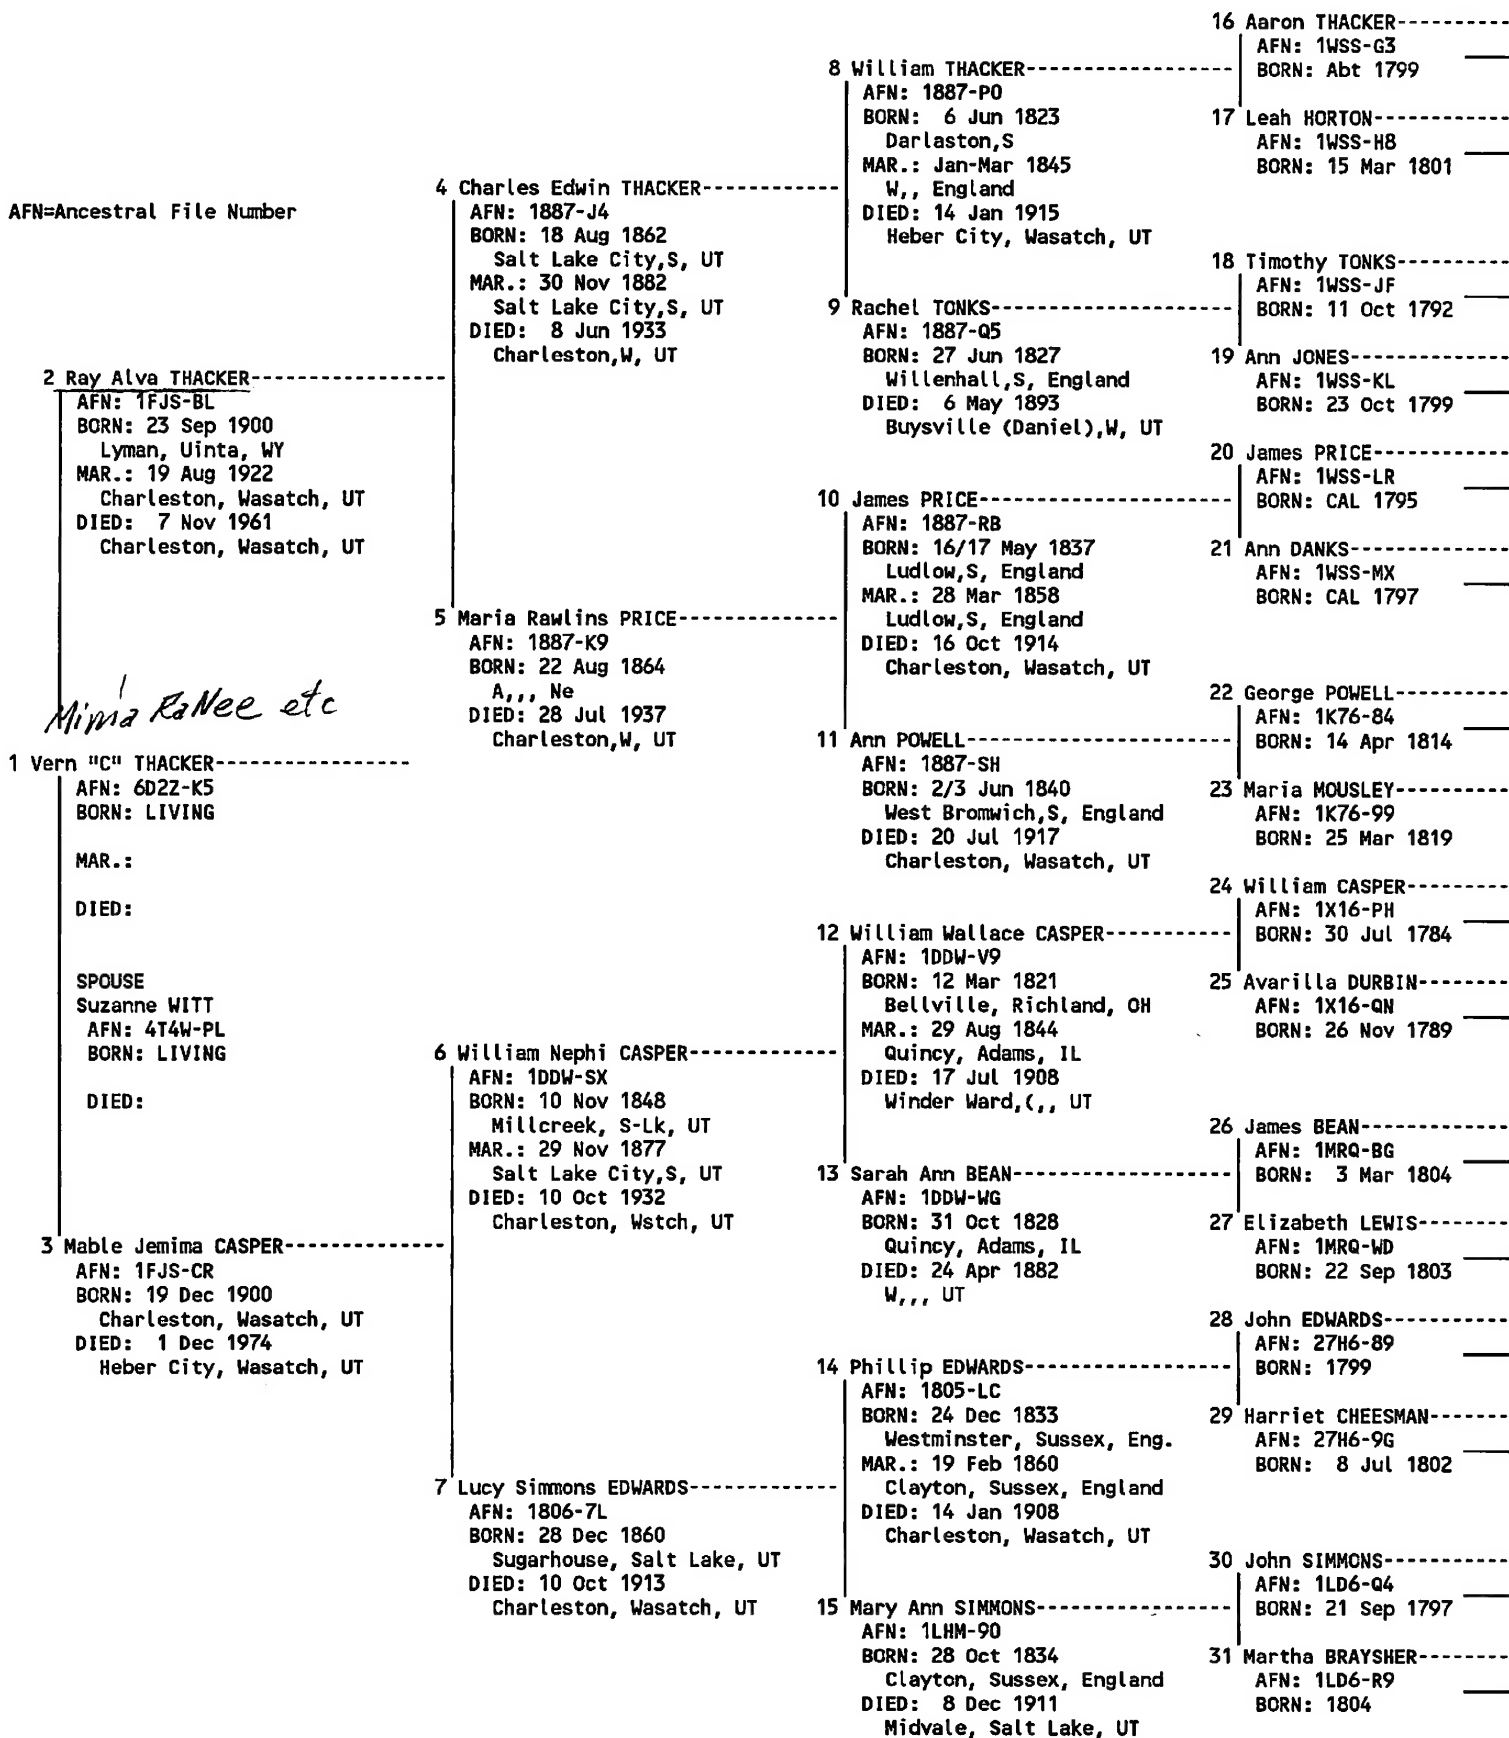 AFN=Ancestral File Number
Mimia RaNee etc
1 Vern "C" THACKER
AFN: 6D2Z-K5
BORN: LIVING
MAR.:
DIED:
SPOUSE
Suzanne WITT
AFN: 4T4W-PL
BORN: LIVING
DIED:
2 Ray Alva THACKER
AFN: 1FJS-BL
BORN: 23 Sep 1900
Lyman, Uinta, WY
MAR.: 19 Aug 1922
Charleston, Wasatch, UT
DIED: 7 Nov 1961
Charleston, Wasatch, UT
3 Mable Jemima CASPER
AFN: 1FJS-CR
BORN: 19 Dec 1900
Charleston, Wasatch, UT
DIED: 1 Dec 1974
Heber City, Wasatch, UT
4 Charles Edwin THACKER
AFN: 1887-J4
BORN: 18 Aug 1862
Salt Lake City,S, UT
MAR.: 30 Nov 1882
Salt Lake City,S, UT
DIED: 8 Jun 1933
Charleston,W, UT
5 Maria Rawlins PRICE
AFN: 1887-K9
BORN: 22 Aug 1864
A,,, Ne
DIED: 28 Jul 1937
Charleston,W, UT
6 William Nephi CASPER
AFN: 1DDW-SX
BORN: 10 Nov 1848
Millcreek, S-Lk, UT
MAR.: 29 Nov 1877
Salt Lake City,S, UT
DIED: 10 Oct 1932
Charleston, Wstch, UT
7 Lucy Simmons EDWARDS
AFN: 1806-7L
BORN: 28 Dec 1860
Sugarhouse, Salt Lake, UT
DIED: 10 Oct 1913
Charleston, Wasatch, UT
8 William THACKER
AFN: 1887-P0
BORN: 6 Jun 1823
Darlaston,S
MAR.: Jan-Mar 1845
W,, England
DIED: 14 Jan 1915
Heber City, Wasatch, UT
9 Rachel TONKS
AFN: 1887-Q5
BORN: 27 Jun 1827
Willenhall,S, England
DIED: 6 May 1893
Buysville (Daniel),W, UT
10 James PRICE
AFN: 1887-RB
BORN: 16/17 May 1837
Ludlow,S, England
MAR.: 28 Mar 1858
Ludlow,S, England
DIED: 16 Oct 1914
Charleston, Wasatch, UT
11 Ann POWELL
AFN: 1887-SH
BORN: 2/3 Jun 1840
West Bromwich,S, England
DIED: 20 Jul 1917
Charleston, Wasatch, UT
12 William Wallace CASPER
AFN: 1DDW-V9
BORN: 12 Mar 1821
Bellville, Richland, OH
MAR.: 29 Aug 1844
Quincy, Adams, IL
DIED: 17 Jul 1908
Winder Ward,(,, UT
13 Sarah Ann BEAN
AFN: 1DDW-WG
BORN: 31 Oct 1828
Quincy, Adams, IL
DIED: 24 Apr 1882
W,,, UT
14 Phillip EDWARDS
AFN: 1805-LC
BORN: 24 Dec 1833
Westminster, Sussex, Eng.
MAR.: 19 Feb 1860
Clayton, Sussex, England
DIED: 14 Jan 1908
Charleston, Wasatch, UT
15 Mary Ann SIMMONS
AFN: 1LHM-90
BORN: 28 Oct 1834
Clayton, Sussex, England
DIED: 8 Dec 1911
Midvale, Salt Lake, UT
16 Aaron THACKER
AFN: 1WSS-G3
BORN: Abt 1799
17 Leah HORTON
AFN: 1WSS-H8
BORN: 15 Mar 1801
18 Timothy TONKS
AFN: 1WSS-JF
BORN: 11 Oct 1792
19 Ann JONES
AFN: 1WSS-KL
BORN: 23 Oct 1799
20 James PRICE
AFN: 1WSS-LR
BORN: CAL 1795
21 Ann DANKS
AFN: 1WSS-MX
BORN: CAL 1797
22 George POWELL
AFN: 1K76-84
BORN: 14 Apr 1814
23 Maria MOUSLEY
AFN: 1K76-99
BORN: 25 Mar 1819
24 William CASPER
AFN: 1X16-PH
BORN: 30 Jul 1784
25 Avarilla DURBIN
AFN: 1X16-QN
BORN: 26 Nov 1789
26 James BEAN
AFN: 1MRQ-BG
BORN: 3 Mar 1804
27 Elizabeth LEWIS
AFN: 1MRQ-WD
BORN: 22 Sep 1803
28 John EDWARDS
AFN: 27H6-89
BORN: 1799
29 Harriet CHEESMAN
AFN: 27H6-9G
BORN: 8 Jul 1802
30 John SIMMONS
AFN: 1LD6-Q4
BORN: 21 Sep 1797
31 Martha BRAYSHER
AFN: 1LD6-R9
BORN: 1804